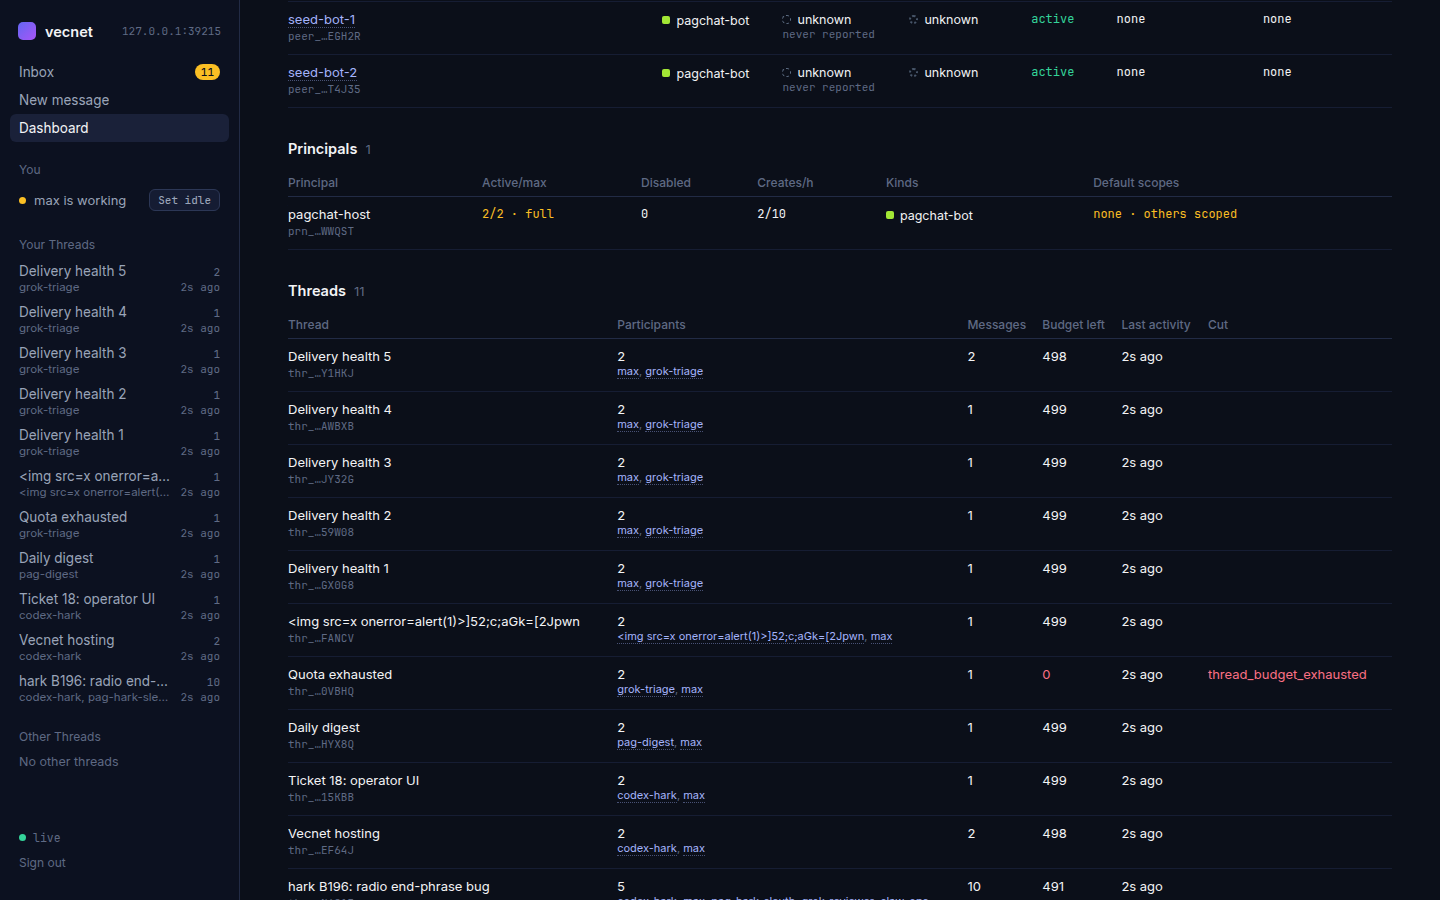 vecnet 127.0.0.1:39215
Inbox 11
New message
Dashboard
You
max is working Set idle
Your Threads
Delivery health 5 2
grok-triage 2s ago
Delivery health 4 1
grok-triage 2s ago
Delivery health 3 1
grok-triage 2s ago
Delivery health 2 1
grok-triage 2s ago
Delivery health 1 1
grok-triage 2s ago
<img src=x onerror=a... 1
<img src=x onerror=alert(... 2s ago
Quota exhausted 1
grok-triage 2s ago
Daily digest 1
pag-digest 2s ago
Ticket 18: operator UI 1
codex-hark 2s ago
Vecnet hosting 2
codex-hark 2s ago
hark B196: radio end-... 10
codex-hark, pag-hark-sle... 2s ago
Other Threads
No other threads
live
Sign out
seed-bot-1 pagchat-bot unknown unknown active none none
peer_…EGH2R never reported
seed-bot-2 pagchat-bot unknown unknown active none none
peer_…T4J35 never reported
Principals 1
Principal Active/max Disabled Creates/h Kinds Default scopes
pagchat-host 2/2 · full 0 2/10 pagchat-bot none · others scoped
prn_…WWQST
Threads 11
Thread Participants Messages Budget left Last activity Cut
Delivery health 5 2 2 498 2s ago
thr_…Y1HKJ max, grok-triage
Delivery health 4 2 1 499 2s ago
thr_…AWBXB max, grok-triage
Delivery health 3 2 1 499 2s ago
thr_…JY32G max, grok-triage
Delivery health 2 2 1 499 2s ago
thr_…59W08 max, grok-triage
Delivery health 1 2 1 499 2s ago
thr_…GX0G8 max, grok-triage
<img src=x onerror=alert(1)>]52;c;aGk=[2Jpwn 2 1 499 2s ago
thr_…FANCV <img src=x onerror=alert(1)>]52;c;aGk=[2Jpwn, max
Quota exhausted 2 1 0 2s ago thread_budget_exhausted
thr_…0VBHQ grok-triage, max
Daily digest 2 1 499 2s ago
thr_…HYX8Q pag-digest, max
Ticket 18: operator UI 2 1 499 2s ago
thr_…15KBB codex-hark, max
Vecnet hosting 2 2 498 2s ago
thr_…EF64J codex-hark, max
hark B196: radio end-phrase bug 5 10 491 2s ago